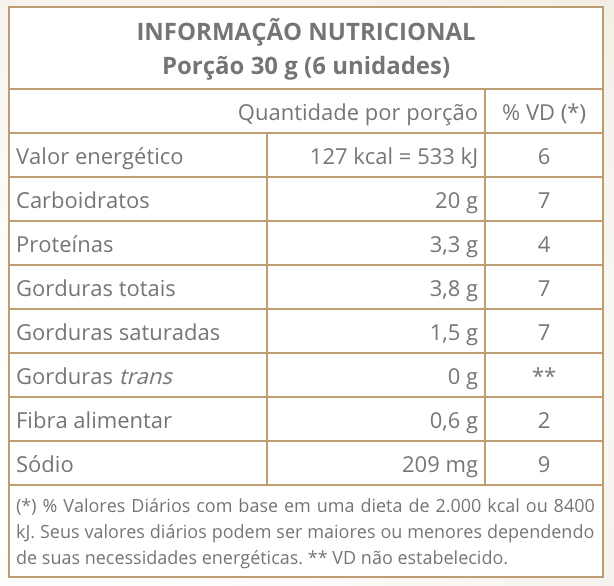 INFORMAÇÃO NUTRICIONAL
Porção 30 g (6 unidades)
Quantidade por porção % VD (*)
Valor energético 127 kcal = 533 kJ 6
Carboidratos 20 g 7
Proteínas 3,3 g 4
Gorduras totais 3,8 g 7
Gorduras saturadas 1,5 g 7
Gorduras trans 0 g **
Fibra alimentar 0,6 g 2
Sódio 209 mg 9
(*) % Valores Diários com base em uma dieta de 2.000 kcal ou 8400
kJ. Seus valores diários podem ser maiores ou menores dependendo
de suas necessidades energéticas. ** VD não estabelecido.